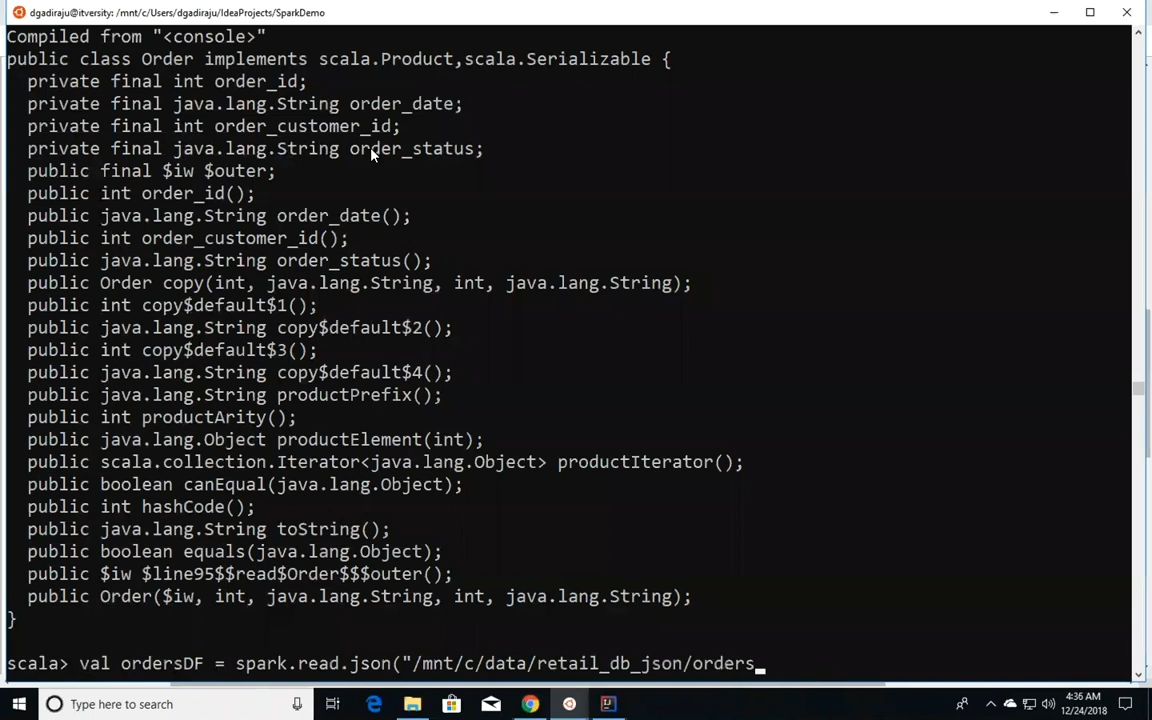 dgadiraju@itversity: /mnt/c/Users/dgadiraju/IdeaProjects/SparkDemo
Compiled from "<console>"
public class Order implements scala.Product,scala.Serializable {
  private final int order_id;
  private final java.lang.String order_date;
  private final int order_customer_id;
  private final java.lang.String order_status;
  public final $iw $outer;
  public int order_id();
  public java.lang.String order_date();
  public int order_customer_id();
  public java.lang.String order_status();
  public Order copy(int, java.lang.String, int, java.lang.String);
  public int copy$default$1();
  public java.lang.String copy$default$2();
  public int copy$default$3();
  public java.lang.String copy$default$4();
  public java.lang.String productPrefix();
  public int productArity();
  public java.lang.Object productElement(int);
  public scala.collection.Iterator<java.lang.Object> productIterator();
  public boolean canEqual(java.lang.Object);
  public int hashCode();
  public java.lang.String toString();
  public boolean equals(java.lang.Object);
  public $iw $line95$$read$Order$$$outer();
  public Order($iw, int, java.lang.String, int, java.lang.String);
}
scala> val ordersDF = spark.read.json("/mnt/c/data/retail_db_json/orders
Type here to search
4:36 AM
12/24/2018